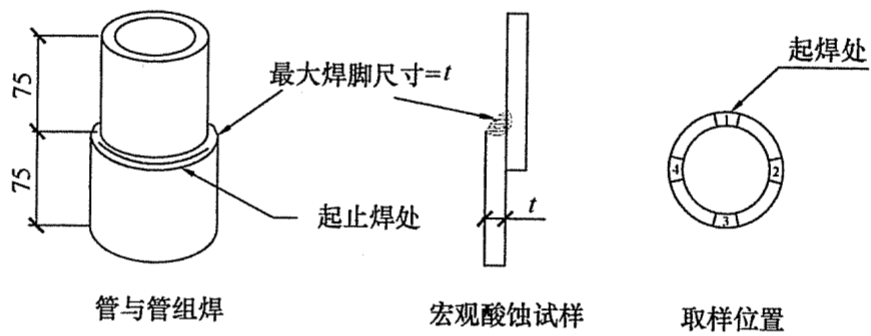 75
75
最大焊脚尺寸=t
起止焊处
管与管组焊
t
宏观酸蚀试样
起焊处
1
2
3
4
取样位置